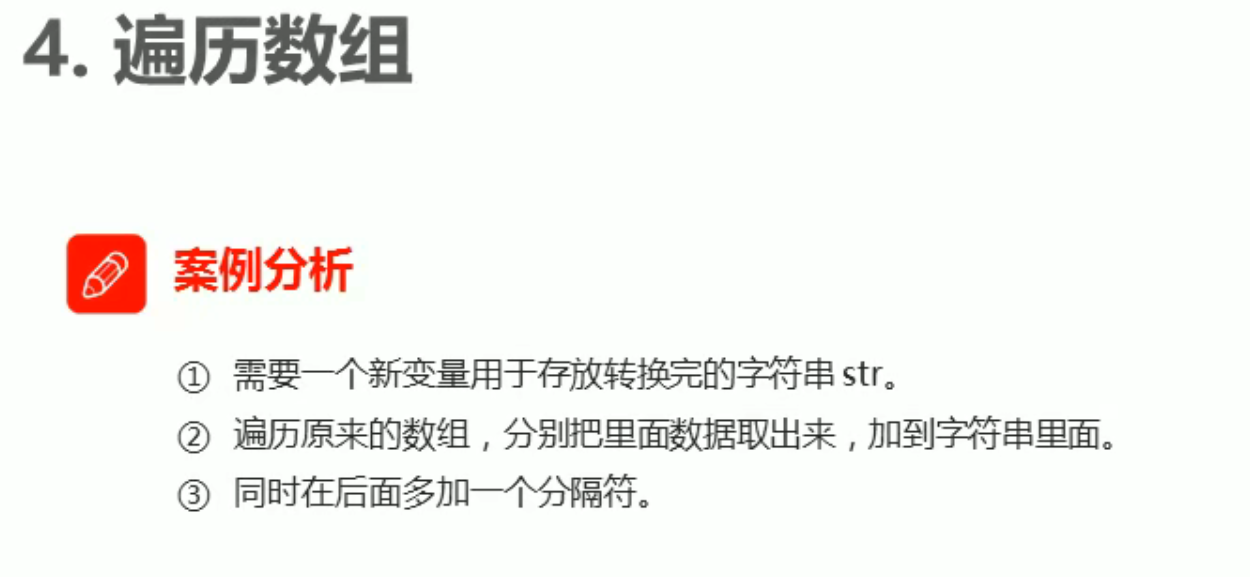 4. 遍历数组
案例分析
① 需要一个新变量用于存放转换完的字符串 str。
② 遍历原来的数组，分别把里面数据取出来，加到字符串里面。
③ 同时在后面多加一个分隔符。